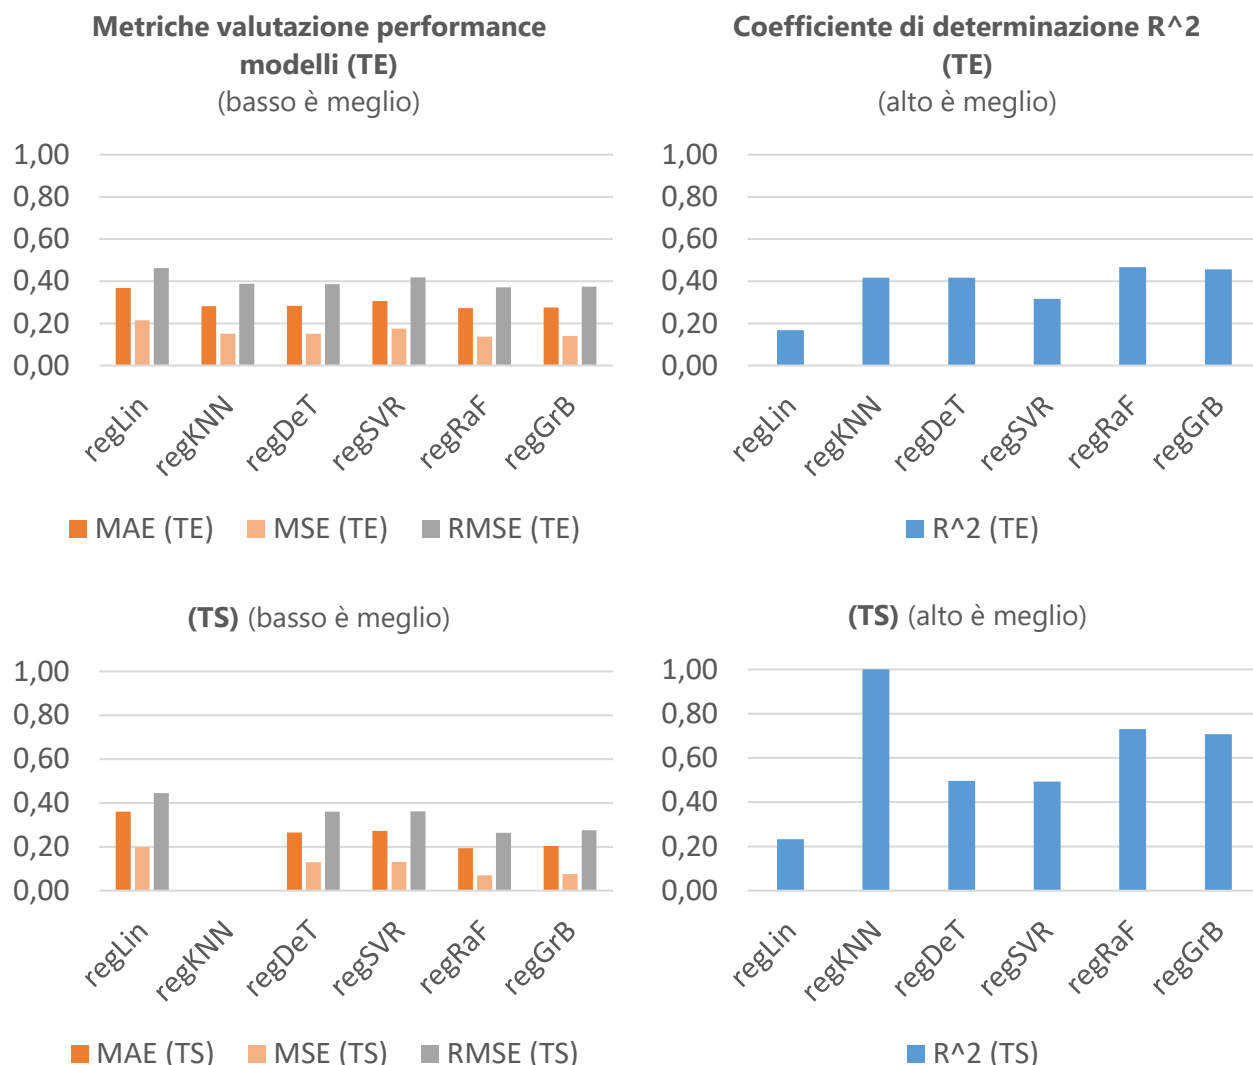 Metriche valutazione performance
modelli (TE)
(basso è meglio)
1,00
0,80
0,60
0,40
0,20
0,00
regLin
regKNN
regDeT
regSVR
regRaF
regGrB
MAE (TE) MSE (TE) RMSE (TE)
Coefficiente di determinazione R^2
(TE)
(alto è meglio)
1,00
0,80
0,60
0,40
0,20
0,00
regLin
regKNN
regDeT
regSVR
regRaF
regGrB
R^2 (TE)
(TS) (basso è meglio)
1,00
0,80
0,60
0,40
0,20
0,00
regLin
regKNN
regDeT
regSVR
regRaF
regGrB
MAE (TS) MSE (TS) RMSE (TS)
(TS) (alto è meglio)
1,00
0,80
0,60
0,40
0,20
0,00
regLin
regKNN
regDeT
regSVR
regRaF
regGrB
R^2 (TS)